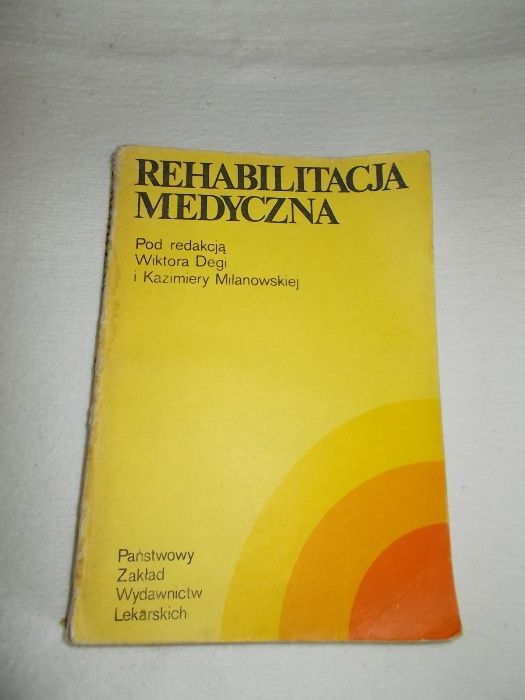 REHABILITACJA
MEDYCZNA
Pod redakcją
Wiktora Degi
i Kazimiery Milanowskiej
Państwowy
Zakład
Wydawnictw
Lekarskich